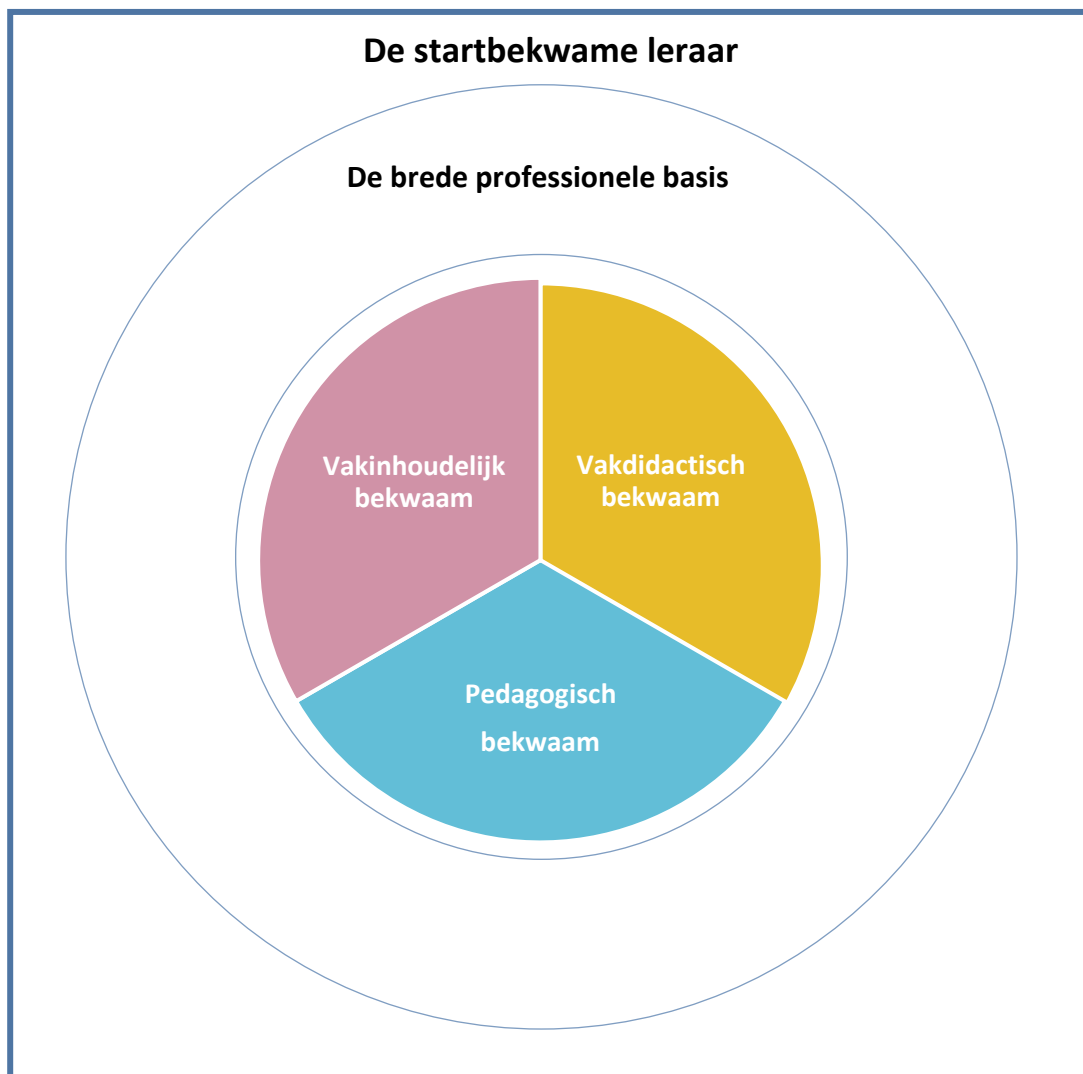 De startbekwame leraar
De brede professionele basis
Vakinhoudelijk
bekwaam
Vakdidactisch
bekwaam
Pedagogisch
bekwaam